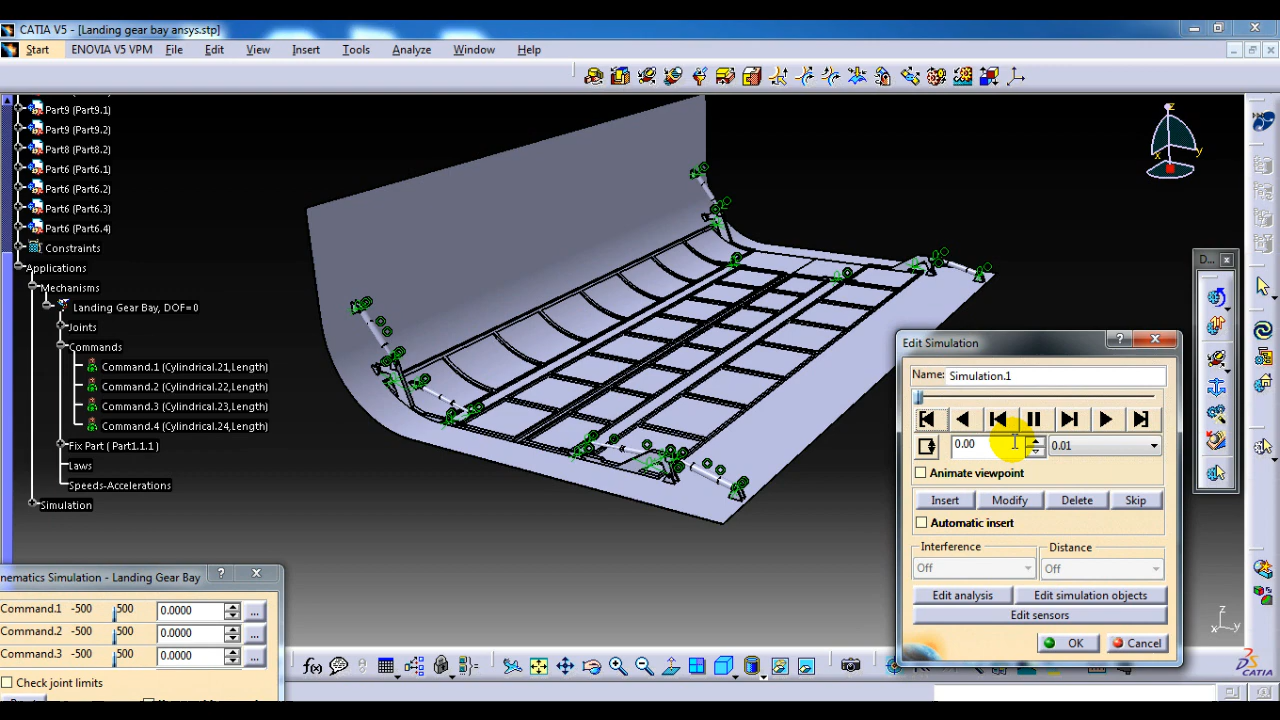 CATIA V5 - [Landing gear bay ansys.stp]
Start ENOVIA V5 VPM File Edit View Insert Tools Analyze Window Help
Part9 (Part9.1)
Part9 (Part9.2)
Part8 (Part8.2)
Part6 (Part6.1)
Part6 (Part6.2)
Part6 (Part6.3)
Part6 (Part6.4)
Constraints
Applications
Mechanisms
Landing Gear Bay, DOF=0
Joints
Commands
Command.1 (Cylindrical.21,Length)
Command.2 (Cylindrical.22,Length)
Command.3 (Cylindrical.23,Length)
Command.4 (Cylindrical.24,Length)
Fix Part ( Part1.1.1 )
Laws
Speeds-Accelerations
Simulation
z
x y
D...
Edit Simulation
Name: Simulation.1
0.00 0.01
Animate viewpoint
Insert Modify Delete Skip
Automatic insert
Interference Distance
Off Off
Edit analysis Edit simulation objects
Edit sensors
OK Cancel
nematics Simulation - Landing Gear Bay
Command.1 -500 500 0.0000 ...
Command.2 -500 500 0.0000 ...
Command.3 -500 500 0.0000 ...
Check joint limits
f(x)
z
x y
CATIA